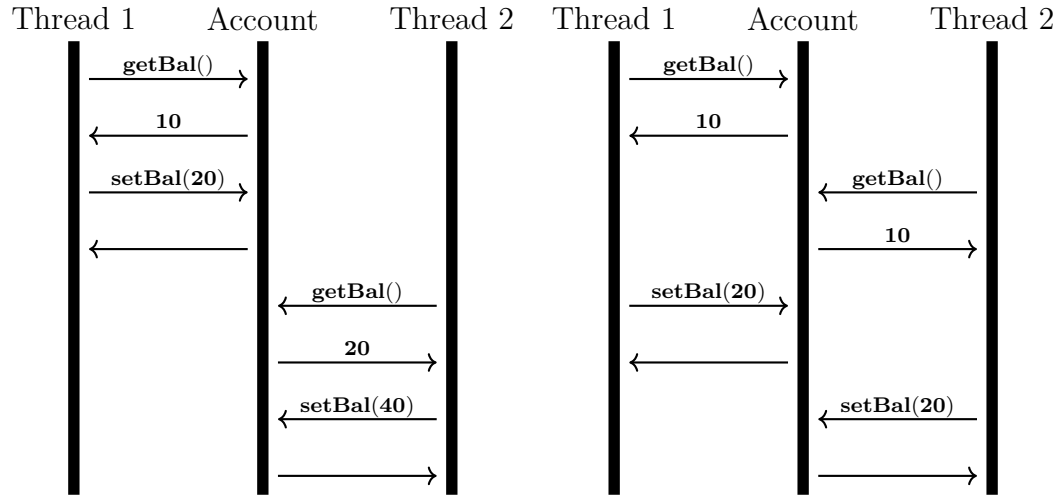 Thread 1 Account Thread 2
getBal()
10
setBal(20)
getBal()
20
setBal(40)
Thread 1 Account Thread 2
getBal()
10
getBal()
10
setBal(20)
setBal(20)